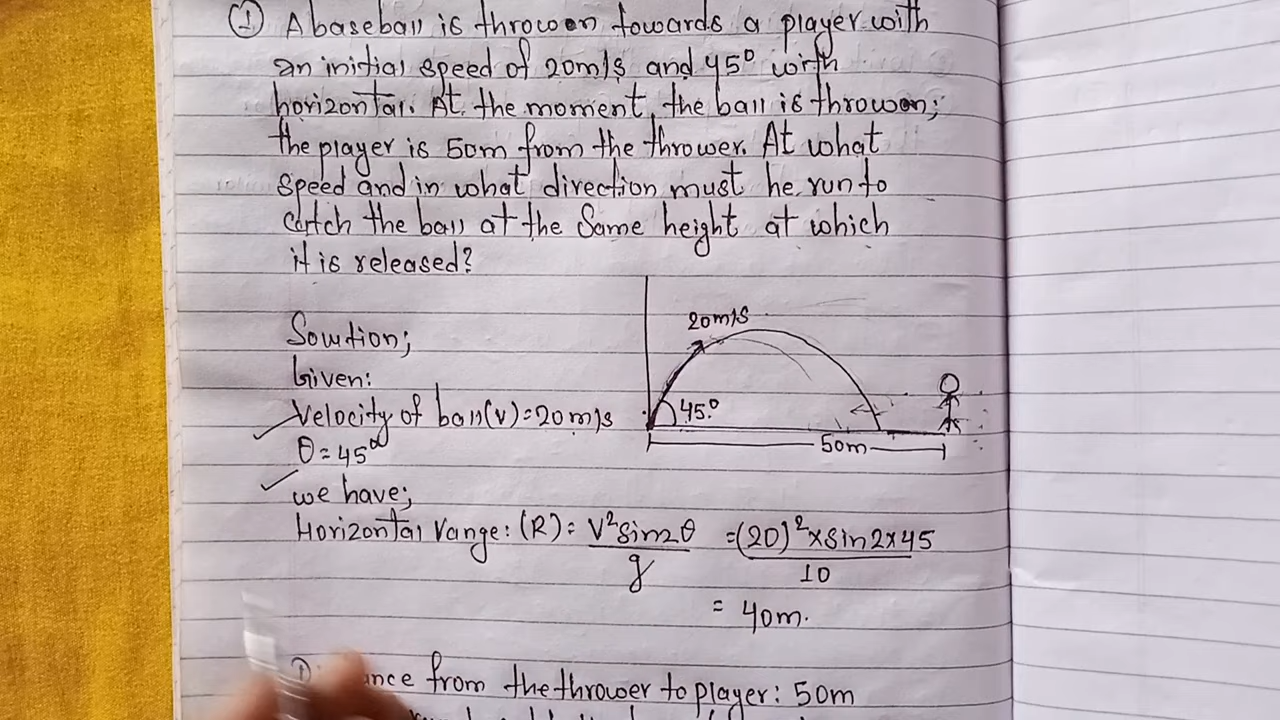 ① A baseball is throwon towards a player with
an initial speed of 20m/s and 45° with
horizontal. At the moment, the ball is throwon;
the player is 50m from the thrower. At what
speed and in what direction must he run to
catch the ball at the same height at which
it is released?
Solution;
Given:
Velocity of ball(v)=20m/s
θ=45°
20m/s
45°
50m
we have;
Horizontal range: (R) = V²sin2θ/g = (20)²×sin2×45/10
= 40m.
from the thrower to player: 50m